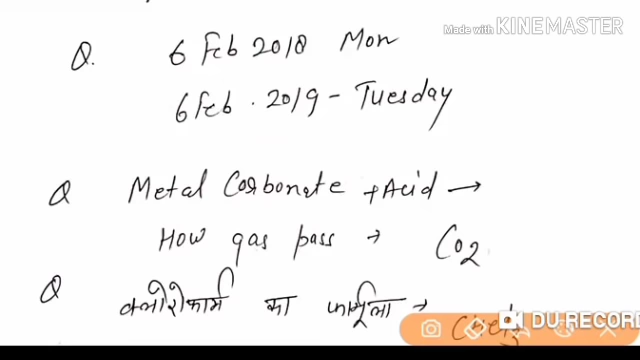 Made with KINEMASTER
Q. 6 Feb 2018 Mon
6 Feb. 2019 - Tuesday
Q Metal Carbonate + Acid →
How gas pass → CO2
Q क्लोरोफार्म का फार्मूला →
DU RECORD